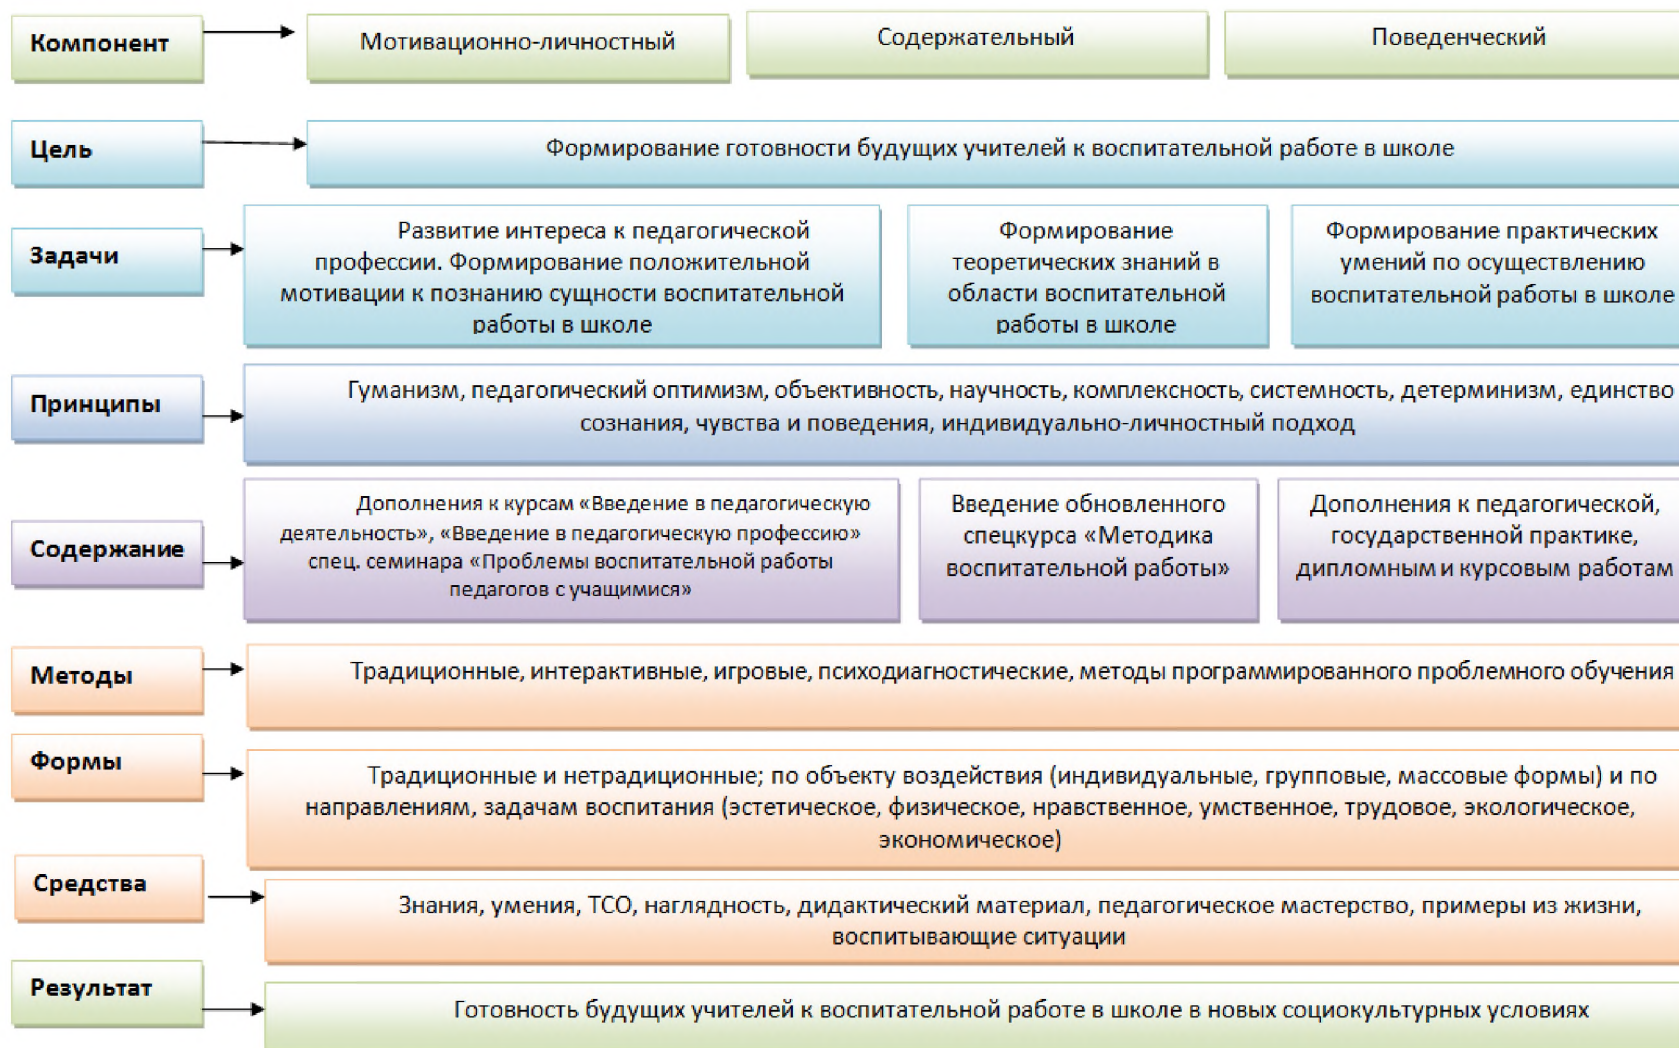 Компонент
Мотивационно-личностный
Содержательный
Поведенческий
Цель
Формирование готовности будущих учителей к воспитательной работе в школе
Задачи
Развитие интереса к педагогической
профессии. Формирование положительной
мотивации к познанию сущности воспитательной
работы в школе
Формирование
теоретических знаний в
области воспитательной
работы в школе
Формирование практических
умений по осуществлению
воспитательной работы в школе
Принципы
Гуманизм, педагогический оптимизм, объективность, научность, комплексность, системность, детерминизм, единство
сознания, чувства и поведения, индивидуально-личностный подход
Содержание
Дополнения к курсам «Введение в педагогическую
деятельность», «Введение в педагогическую профессию»
спец. семинара «Проблемы воспитательной работы
педагогов с учащимися»
Введение обновленного
спецкурса «Методика
воспитательной работы»
Дополнения к педагогической,
государственной практике,
дипломным и курсовым работам
Методы
Традиционные, интерактивные, игровые, психодиагностические, методы программированного проблемного обучения
Формы
Традиционные и нетрадиционные; по объекту воздействия (индивидуальные, групповые, массовые формы) и по
направлениям, задачам воспитания (эстетическое, физическое, нравственное, умственное, трудовое, экологическое,
экономическое)
Средства
Знания, умения, ТСО, наглядность, дидактический материал, педагогическое мастерство, примеры из жизни,
воспитывающие ситуации
Результат
Готовность будущих учителей к воспитательной работе в школе в новых социокультурных условиях